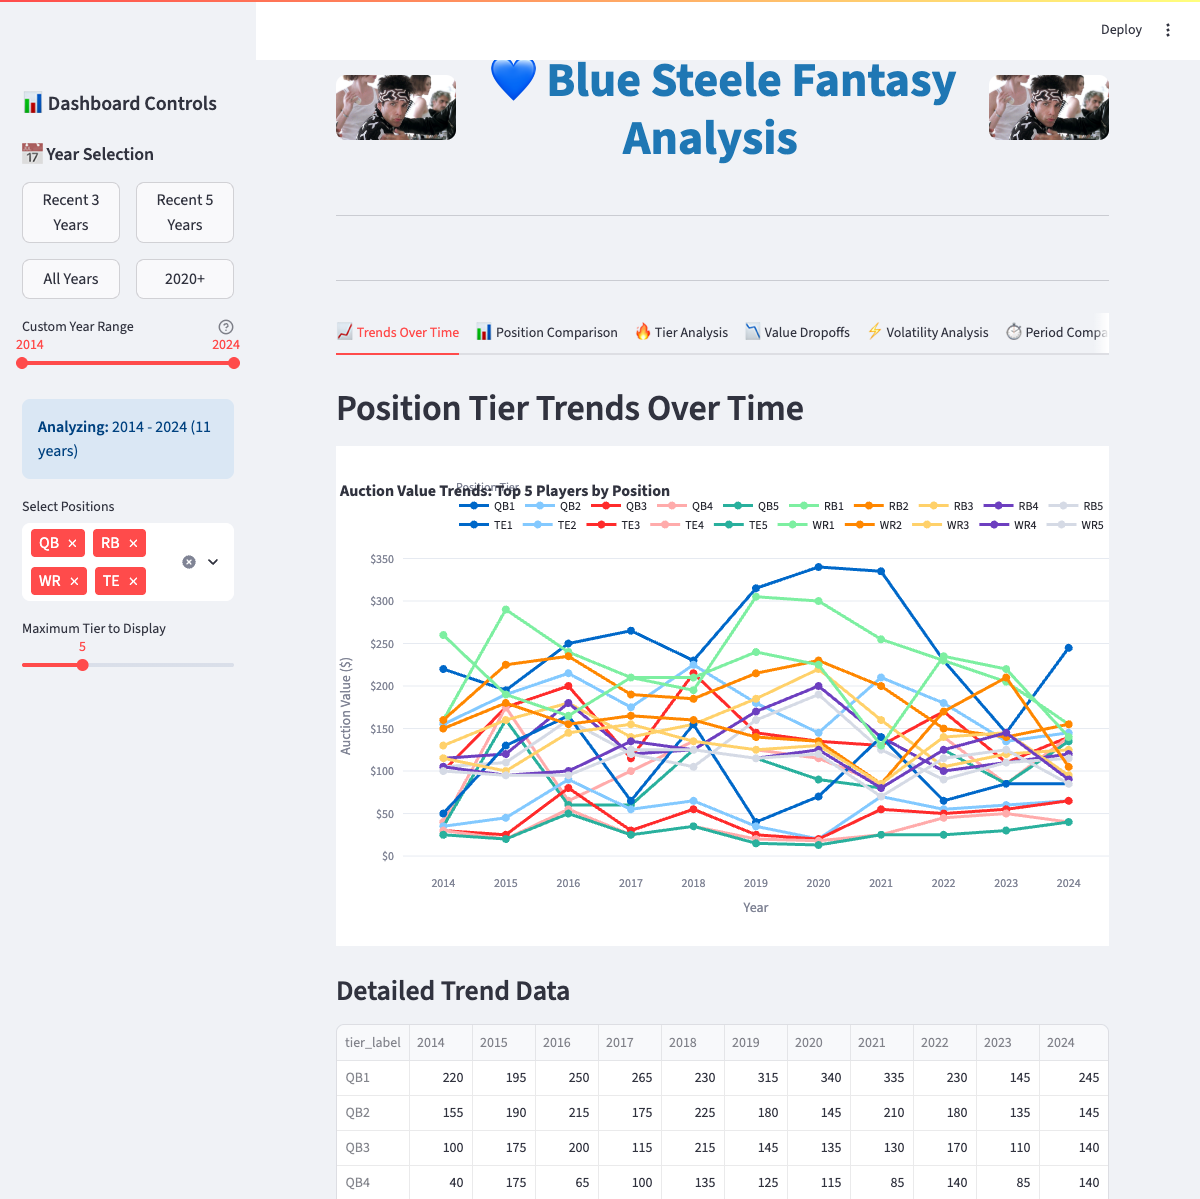 Deploy
📊 Dashboard Controls
📅 Year Selection
Recent 3
Years
Recent 5
Years
All Years
2020+
Custom Year Range
2014
2024
Analyzing: 2014 - 2024 (11
years)
Select Positions
QB ×
RB ×
WR ×
TE ×
Maximum Tier to Display
5
💙 Blue Steele Fantasy
Analysis
📈 Trends Over Time
📊 Position Comparison
🔥 Tier Analysis
📉 Value Dropoffs
⚡ Volatility Analysis
⏱️ Period Compa
Position Tier Trends Over Time
Position Tier
Auction Value Trends: Top 5 Players by Position
QB1 QB2 QB3 QB4 QB5 RB1 RB2 RB3 RB4 RB5
TE1 TE2 TE3 TE4 TE5 WR1 WR2 WR3 WR4 WR5
Auction Value ($)
$350
$300
$250
$200
$150
$100
$50
$0
2014 2015 2016 2017 2018 2019 2020 2021 2022 2023 2024
Year
Detailed Trend Data
tier_label 2014 2015 2016 2017 2018 2019 2020 2021 2022 2023 2024
QB1 220 195 250 265 230 315 340 335 230 145 245
QB2 155 190 215 175 225 180 145 210 180 135 145
QB3 100 175 200 115 215 145 135 130 170 110 140
QB4 40 175 65 100 135 125 115 85 140 85 140